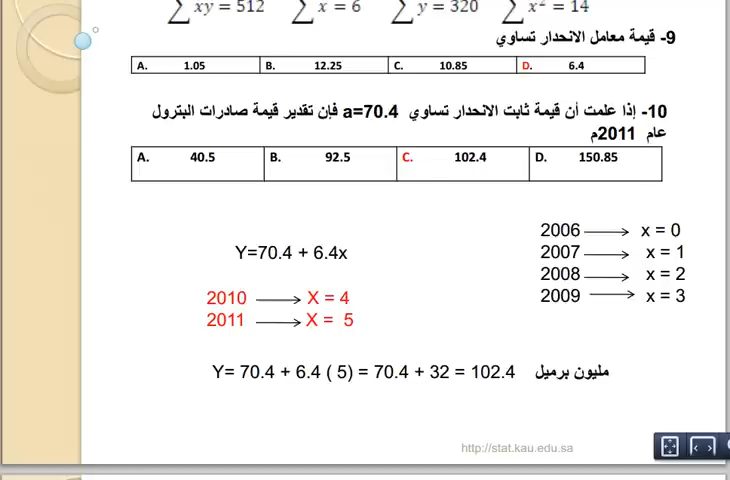 ∑xy = 512 ∑x = 6 ∑y = 320 ∑x² = 14
9- قيمة معامل الانحدار تساوي
A. 1.05 B. 12.25 C. 10.85 D. 6.4
10- إذا علمت أن قيمة ثابت الانحدار تساوي a=70.4 فإن تقدير قيمة صادرات البترول
عام 2011م
A. 40.5 B. 92.5 C. 102.4 D. 150.85
2006 → x = 0
2007 → x = 1
2008 → x = 2
2009 → x = 3
Y=70.4 + 6.4x
2010 → X = 4
2011 → X = 5
Y= 70.4 + 6.4 ( 5) = 70.4 + 32 = 102.4 مليون برميل
http://stat.kau.edu.sa